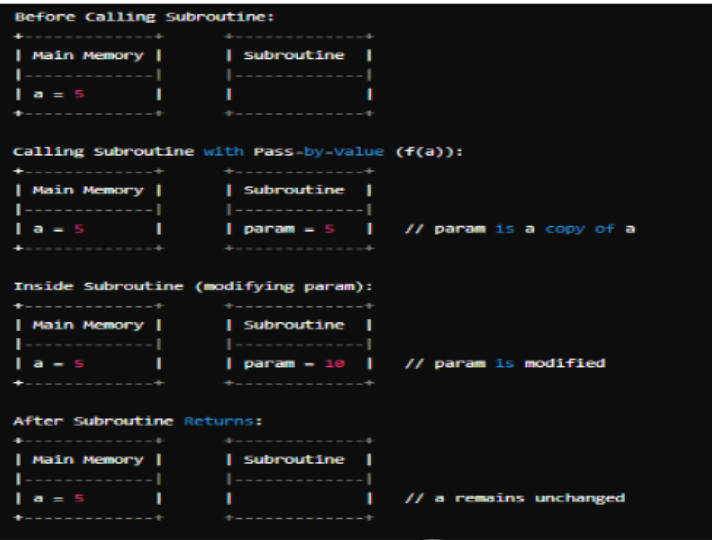 Before Calling Subroutine:
+--------------+       +--------------+
| Main Memory |       | Subroutine  |
|--------------|       |--------------|
| a = 5        |       |              |
+--------------+       +--------------+
Calling Subroutine with Pass-by-Value (f(a)):
+--------------+       +--------------+
| Main Memory |       | Subroutine  |
|--------------|       |--------------|
| a = 5        |       | param = 5   |   // param is a copy of a
+--------------+       +--------------+
Inside Subroutine (modifying param):
+--------------+       +--------------+
| Main Memory |       | Subroutine  |
|--------------|       |--------------|
| a = 5        |       | param = 10  |   // param is modified
+--------------+       +--------------+
After Subroutine Returns:
+--------------+       +--------------+
| Main Memory |       | Subroutine  |
|--------------|       |--------------|
| a = 5        |       |              |   // a remains unchanged
+--------------+       +--------------+